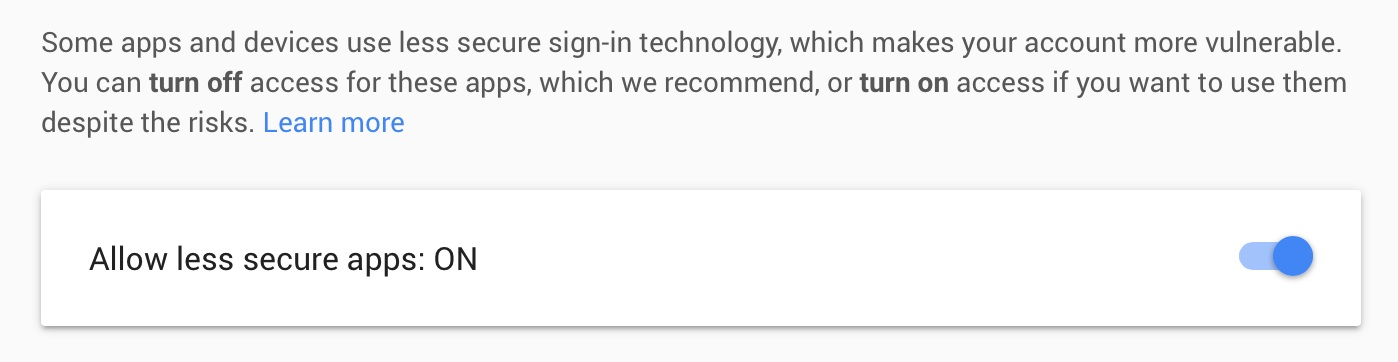 Some apps and devices use less secure sign-in technology, which makes your account more vulnerable.
You can turn off access for these apps, which we recommend, or turn on access if you want to use them
despite the risks. Learn more
Allow less secure apps: ON